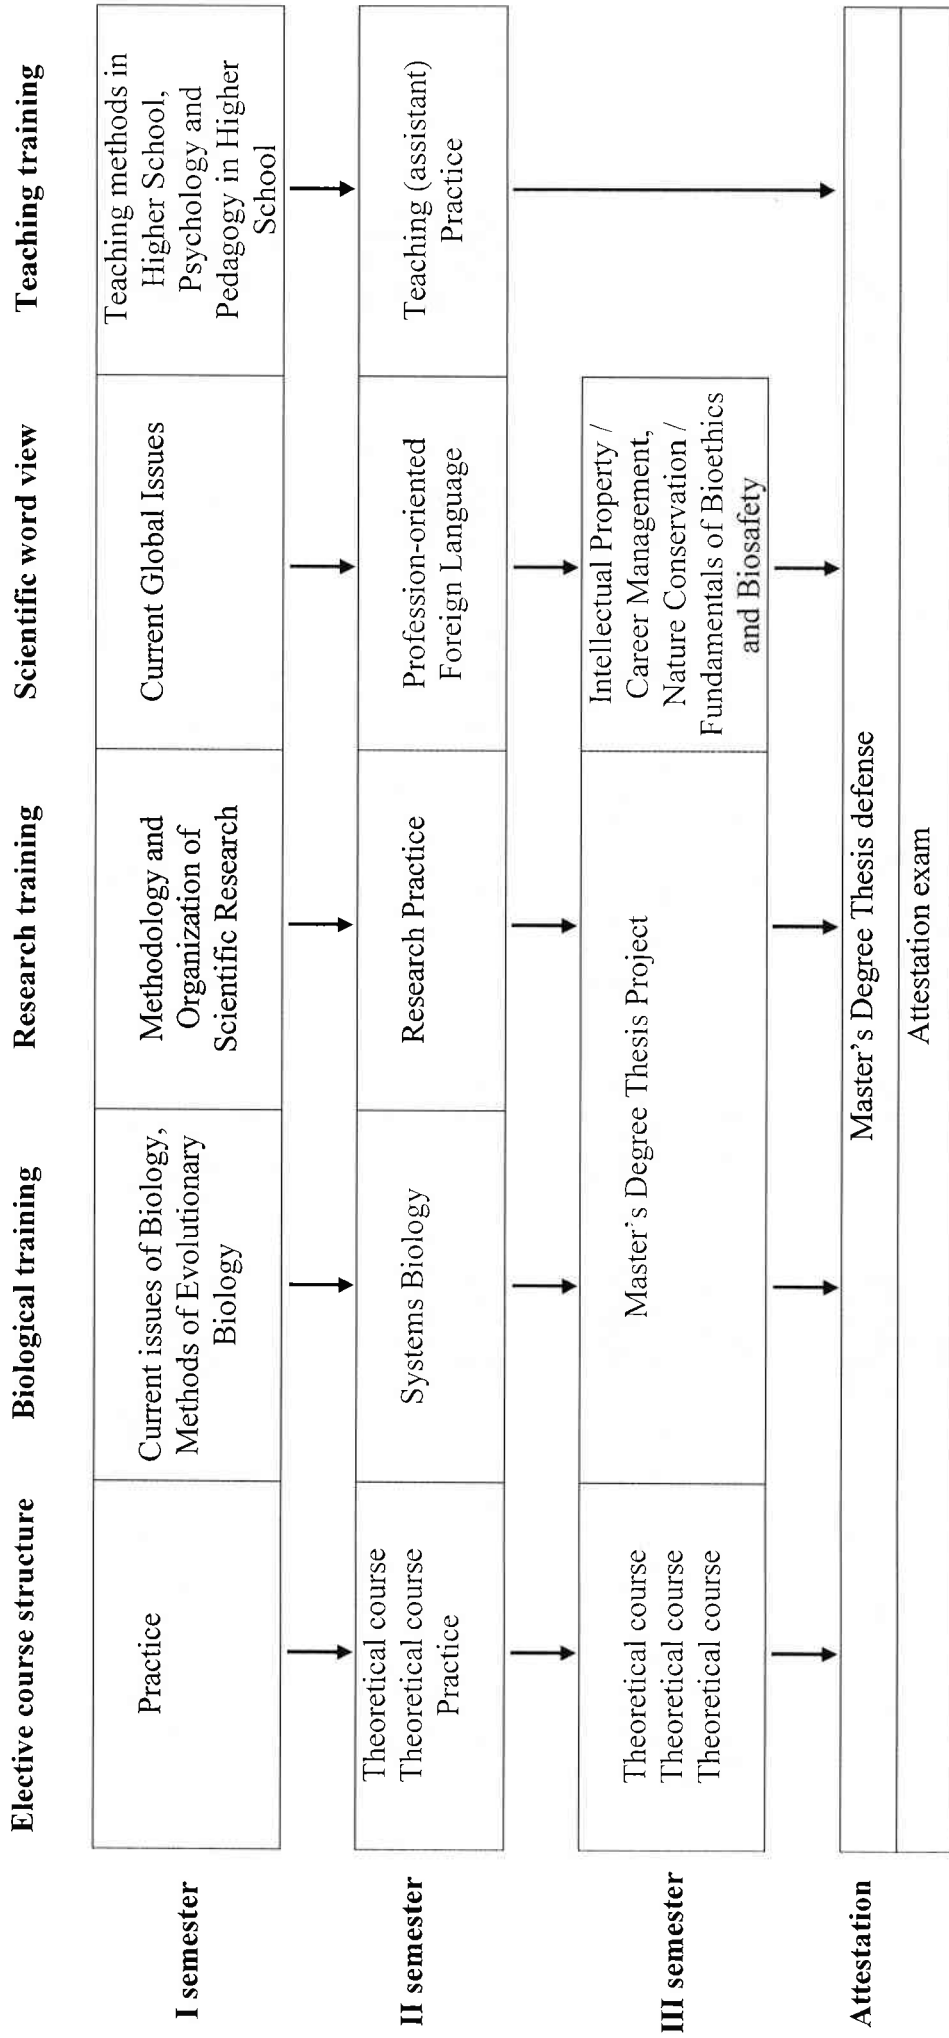 Elective course structure
Biological training
Research training
Scientific word view
Teaching training
I semester
Practice
Current issues of Biology,
Methods of Evolutionary
Biology
Methodology and
Organization of
Scientific Research
Current Global Issues
Teaching methods in
Higher School,
Psychology and
Pedagogy in Higher
School
II semester
Theoretical course
Theoretical course
Practice
Systems Biology
Research Practice
Profession-oriented
Foreign Language
Teaching (assistant)
Practice
III semester
Theoretical course
Theoretical course
Theoretical course
Master's Degree Thesis Project
Intellectual Property /
Career Management,
Nature Conservation /
Fundamentals of Bioethics
and Biosafety
Attestation
Master's Degree Thesis defense
Attestation exam